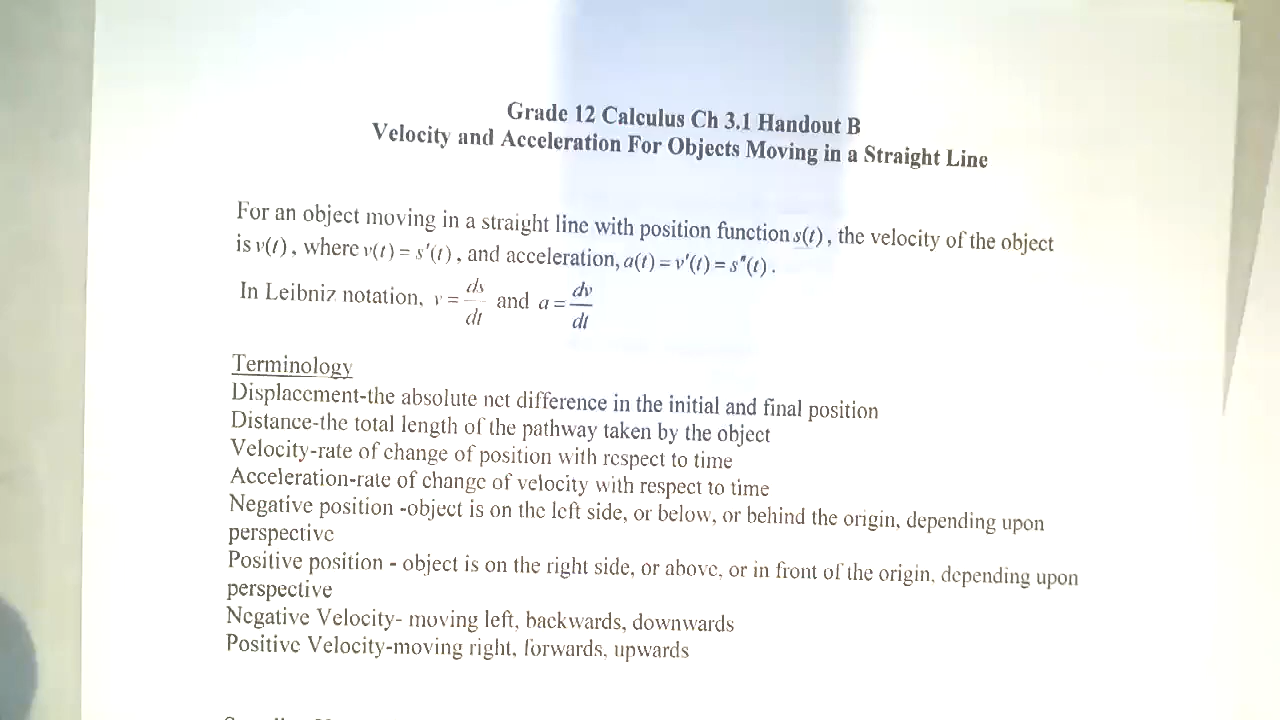 Grade 12 Calculus Ch 3.1 Handout B
Velocity and Acceleration For Objects Moving in a Straight Line
For an object moving in a straight line with position function s(t), the velocity of the object
is v(t), where v(t) = s′(t), and acceleration, a(t) = v′(t) = s″(t).
In Leibniz notation, v = ds/dt and a = dv/dt
Terminology
Displacement-the absolute net difference in the initial and final position
Distance-the total length of the pathway taken by the object
Velocity-rate of change of position with respect to time
Acceleration-rate of change of velocity with respect to time
Negative position -object is on the left side, or below, or behind the origin, depending upon
perspective
Positive position - object is on the right side, or above, or in front of the origin, depending upon
perspective
Negative Velocity- moving left, backwards, downwards
Positive Velocity-moving right, forwards, upwards